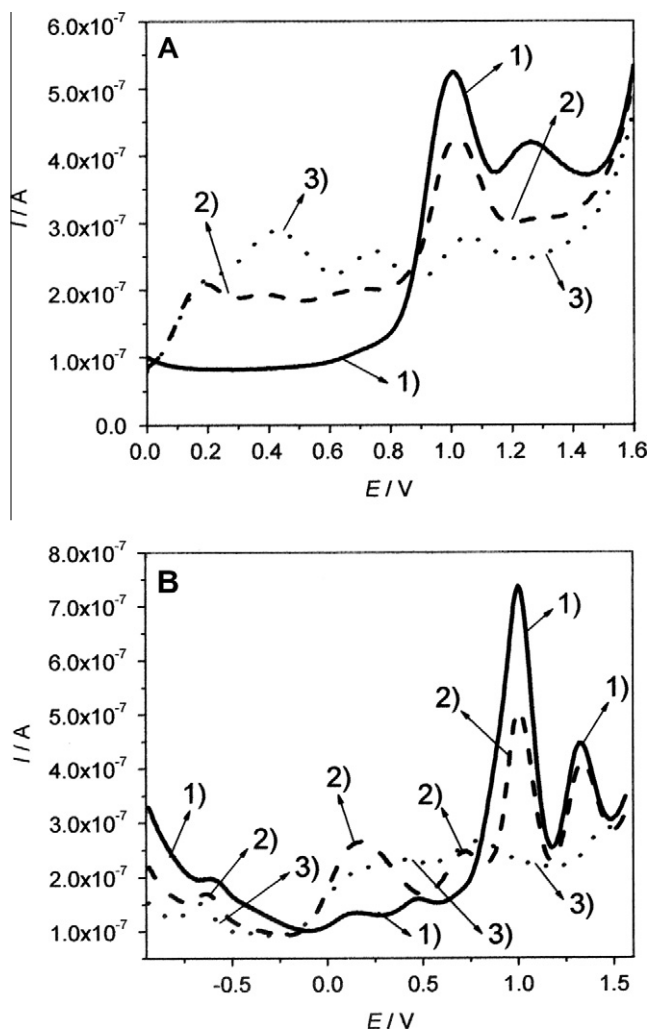 A
6.0x10⁻⁷
5.0x10⁻⁷
4.0x10⁻⁷
3.0x10⁻⁷
2.0x10⁻⁷
1.0x10⁻⁷
0.0
I / A
1)
2)
3)
2)
3)
1)
0.0 0.2 0.4 0.6 0.8 1.0 1.2 1.4 1.6
E / V
B
8.0x10⁻⁷
7.0x10⁻⁷
6.0x10⁻⁷
5.0x10⁻⁷
4.0x10⁻⁷
3.0x10⁻⁷
2.0x10⁻⁷
1.0x10⁻⁷
I / A
1)
1)
2)
2)
2)
1)
2)
3)
3)
3)
1)
-0.5 0.0 0.5 1.0 1.5
E / V